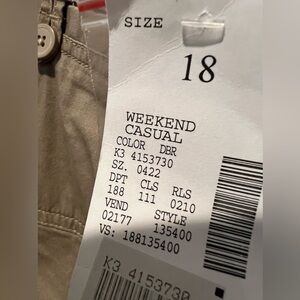 SIZE
18
WEEKEND
CASUAL
COLOR DBR
K3 4153730
SZ. 0422
DPT CLS RLS
188 111 0210
VEND STYLE
02177 135400
VS: 188135400
K3 4153730